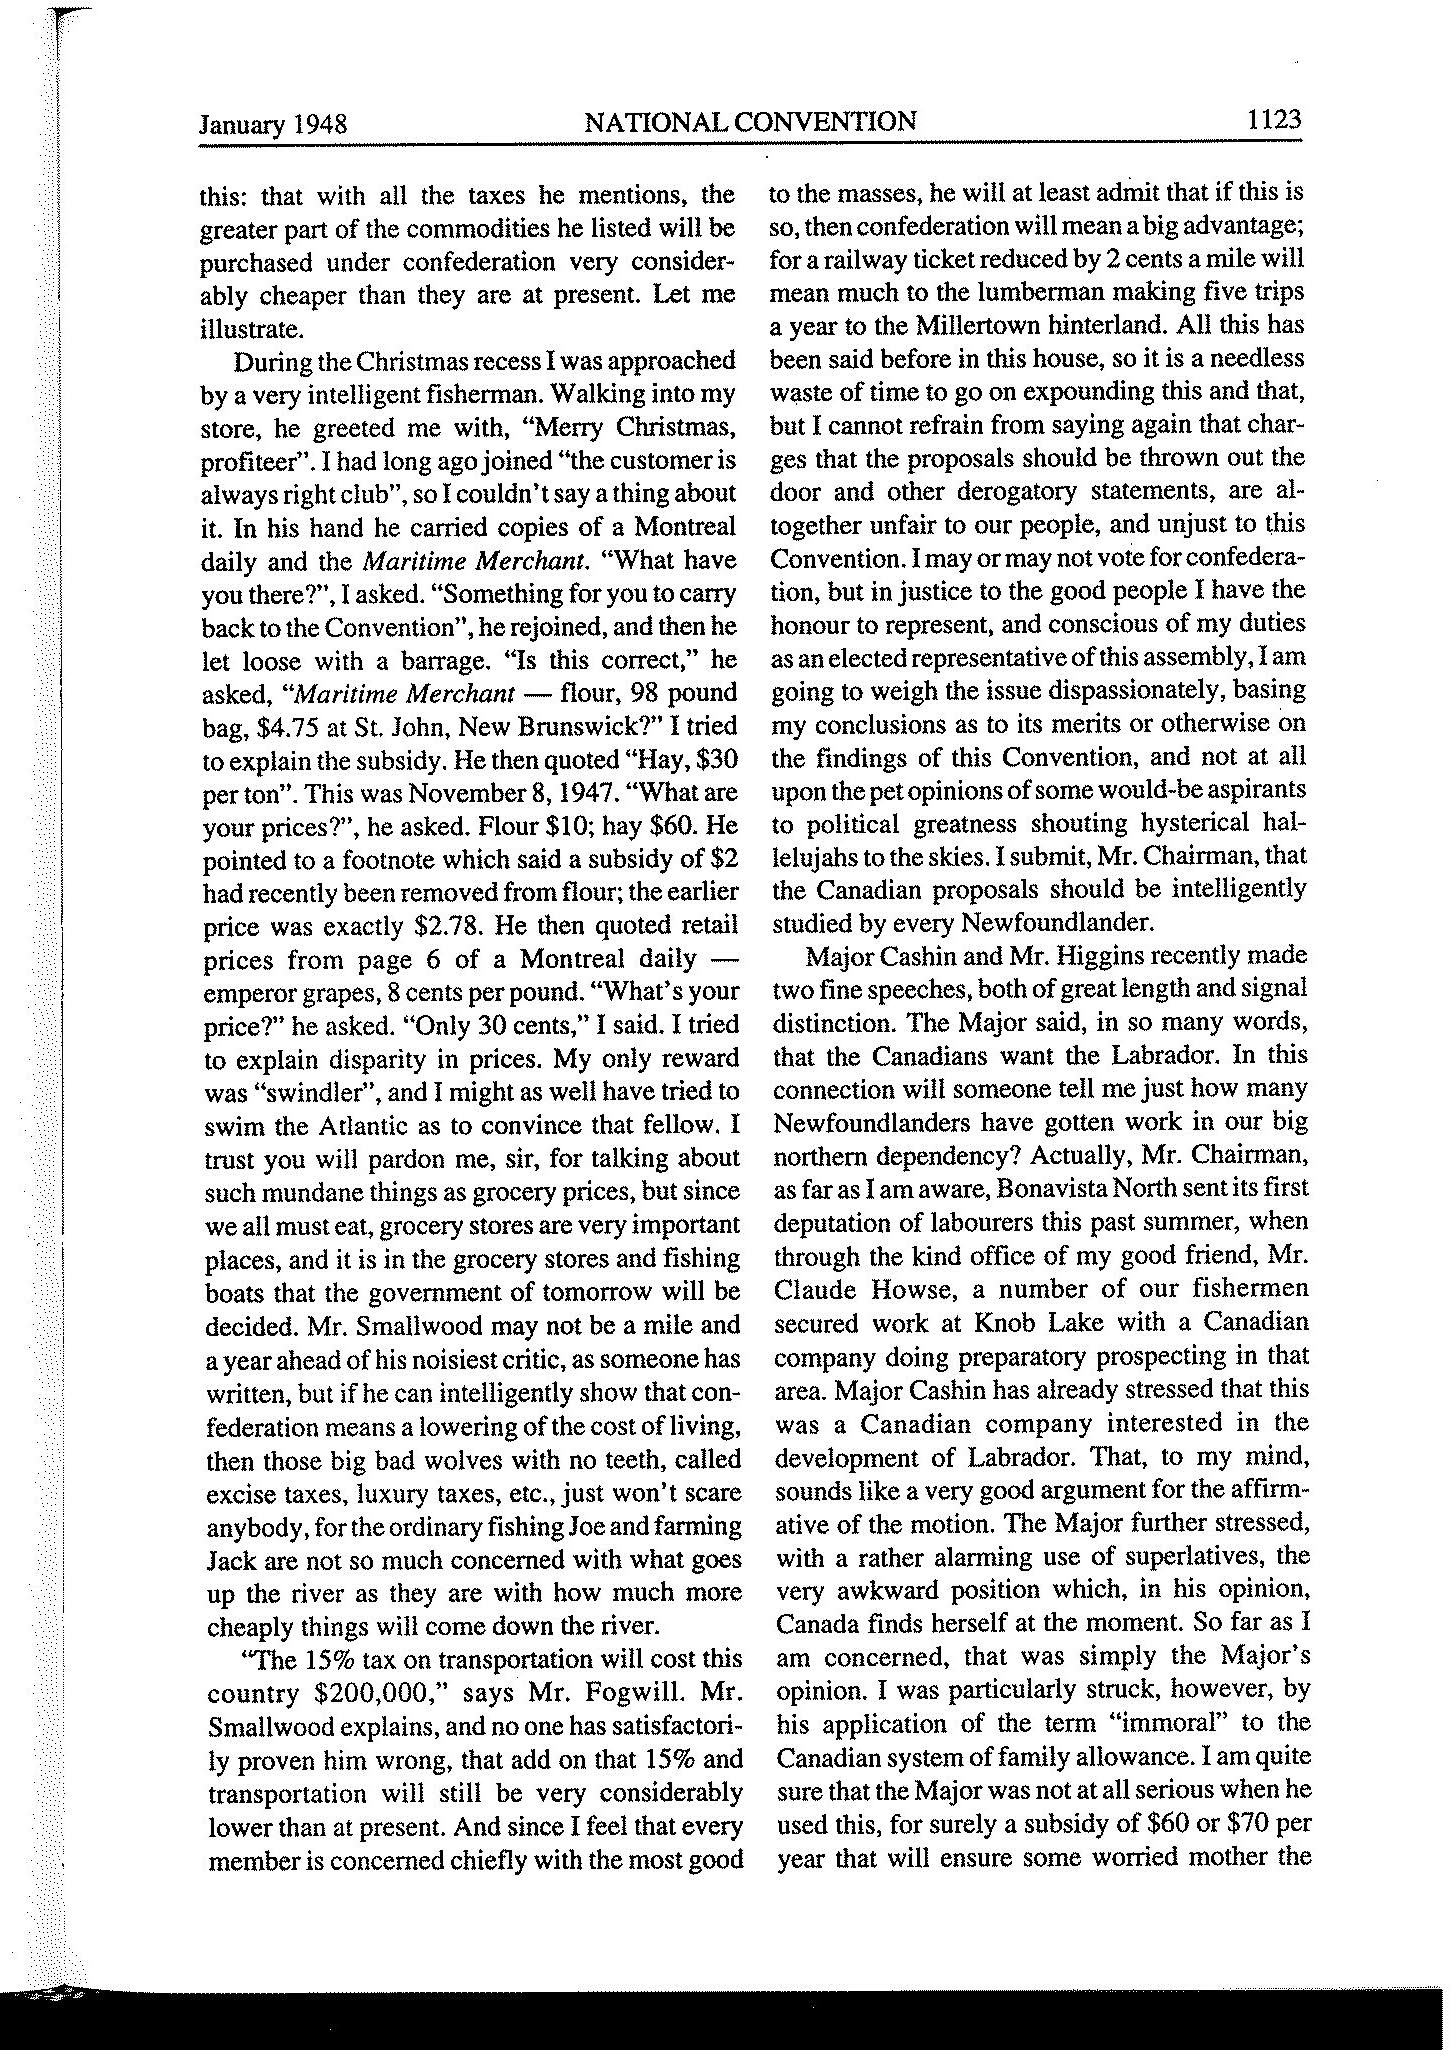 January 1948 NATIONAL CONVENTION 1123
this: that with all the taxes he mentions, the
greater part of the commodities he listed will be
purchased under confederation very consider-
ably cheaper than they are at present. Let me
illustrate.
During the Christmas recess I was approached
by a very intelligent fisherman. Walking into my
store, he greeted me with, “Merry Christmas,
profiteer”. I had long ago joined “the customer is
always right club”, so I couldn’t say a thing about
it. In his hand he carried copies of a Montreal
daily and the Maritime Merchant. “What have
you there?”, I asked. “Something for you to carry
back to the Convention”, he rejoined, and then he
let loose with a barrage. “Is this correct,” he
asked, “Maritime Merchant — flour, 98 pound
bag, $4.75 at St. John, New Brunswick?” I tried
to explain the subsidy. He then quoted “Hay, $30
per ton”. This was November 8, 1947. “What are
your prices?”, he asked. Flour $10; hay $60. He
pointed to a footnote which said a subsidy of $2
had recently been removed from flour; the earlier
price was exactly $2.78. He then quoted retail
prices from page 6 of a Montreal daily —
emperor grapes, 8 cents per pound. “What’s your
price?” he asked. “Only 30 cents,” I said. I tried
to explain disparity in prices. My only reward
was “swindler”, and I might as well have tried to
swim the Atlantic as to convince that fellow. I
trust you will pardon me, sir, for talking about
such mundane things as grocery prices, but since
we all must eat, grocery stores are very important
places, and it is in the grocery stores and fishing
boats that the government of tomorrow will be
decided. Mr. Smallwood may not be a mile and
a year ahead of his noisiest critic, as someone has
written, but if he can intelligently show that con-
federation means a lowering of the cost of living,
then those big bad wolves with no teeth, called
excise taxes, luxury taxes, etc., just won’t scare
anybody, for the ordinary fishing Joe and farming
Jack are not so much concerned with what goes
up the river as they are with how much more
cheaply things will come down the river.
“The 15% tax on transportation will cost this
country $200,000,” says Mr. Fogwill. Mr.
Smallwood explains, and no one has satisfactori-
ly proven him wrong, that add on that 15% and
transportation will still be very considerably
lower than at present. And since I feel that every
member is concerned chiefly with the most good
to the masses, he will at least admit that if this is
so, then confederation will mean a big advantage;
for a railway ticket reduced by 2 cents a mile will
mean much to the lumberman making five trips
a year to the Millertown hinterland. All this has
been said before in this house, so it is a needless
waste of time to go on expounding this and that,
but I cannot refrain from saying again that char-
ges that the proposals should be thrown out the
door and other derogatory statements, are al-
together unfair to our people, and unjust to this
Convention. I may or may not vote for confedera-
tion, but in justice to the good people I have the
honour to represent, and conscious of my duties
as an elected representative of this assembly, I am
going to weigh the issue dispassionately, basing
my conclusions as to its merits or otherwise on
the findings of this Convention, and not at all
upon the pet opinions of some would-be aspirants
to political greatness shouting hysterical hal-
lelujahs to the skies. I submit, Mr. Chairman, that
the Canadian proposals should be intelligently
studied by every Newfoundlander.
Major Cashin and Mr. Higgins recently made
two fine speeches, both of great length and signal
distinction. The Major said, in so many words,
that the Canadians want the Labrador. In this
connection will someone tell me just how many
Newfoundlanders have gotten work in our big
northern dependency? Actually, Mr. Chairman,
as far as I am aware, Bonavista North sent its first
deputation of labourers this past summer, when
through the kind office of my good friend, Mr.
Claude Howse, a number of our fishermen
secured work at Knob Lake with a Canadian
company doing preparatory prospecting in that
area. Major Cashin has already stressed that this
was a Canadian company interested in the
development of Labrador. That, to my mind,
sounds like a very good argument for the affirm-
ative of the motion. The Major further stressed,
with a rather alarming use of superlatives, the
very awkward position which, in his opinion,
Canada finds herself at the moment. So far as I
am concerned, that was simply the Major’s
opinion. I was particularly struck, however, by
his application of the term “immoral” to the
Canadian system of family allowance. I am quite
sure that the Major was not at all serious when he
used this, for surely a subsidy of $60 or $70 per
year that will ensure some worried mother the